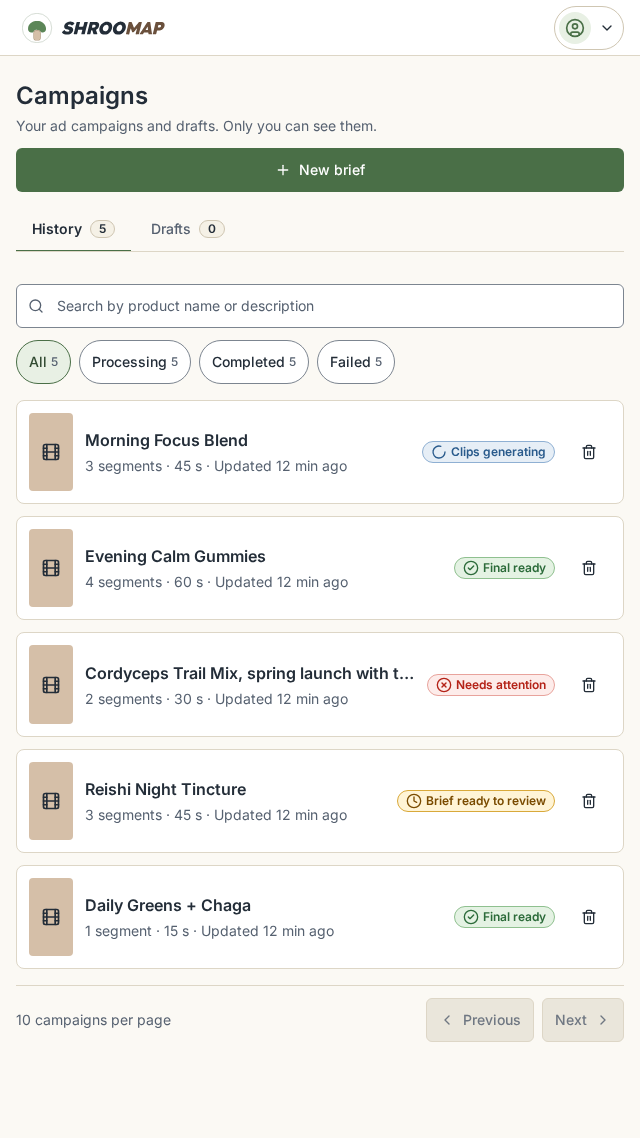 SHROOMAP
Campaigns
Your ad campaigns and drafts. Only you can see them.
New brief
History 5 Drafts 0
Search by product name or description
All 5 Processing 5 Completed 5 Failed 5
Morning Focus Blend
3 segments · 45 s · Updated 12 min ago
Clips generating
Evening Calm Gummies
4 segments · 60 s · Updated 12 min ago
Final ready
Cordyceps Trail Mix, spring launch with t...
2 segments · 30 s · Updated 12 min ago
Needs attention
Reishi Night Tincture
3 segments · 45 s · Updated 12 min ago
Brief ready to review
Daily Greens + Chaga
1 segment · 15 s · Updated 12 min ago
Final ready
10 campaigns per page
Previous Next